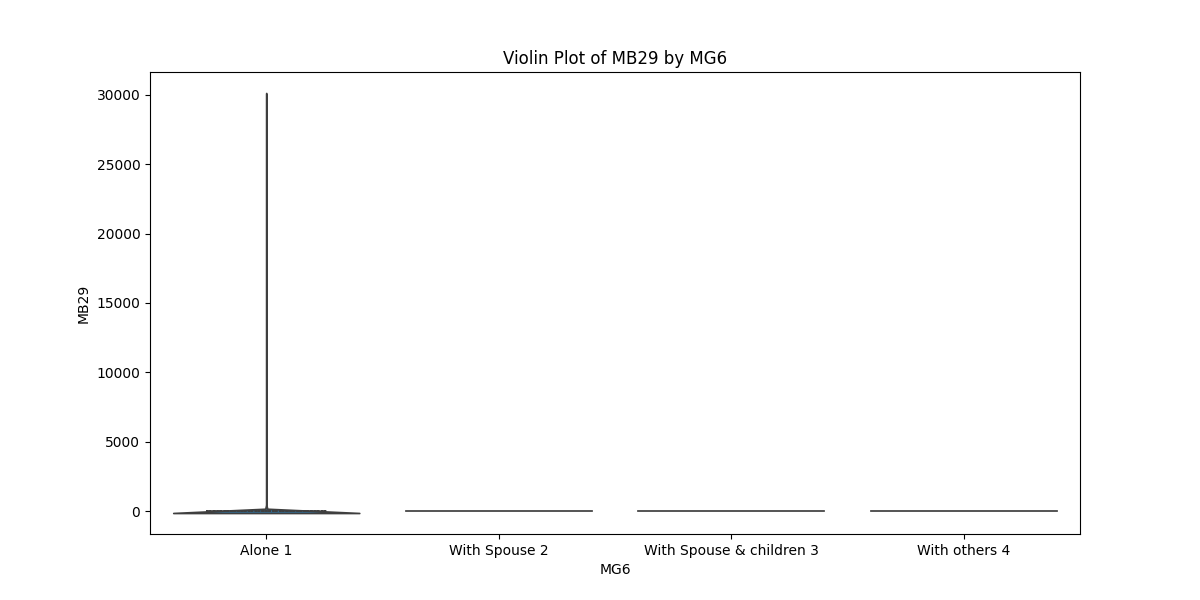 Violin Plot of MB29 by MG6
30000
25000
20000
15000
10000
5000
0
MB29
Alone 1
With Spouse 2
With Spouse & children 3
With others 4
MG6